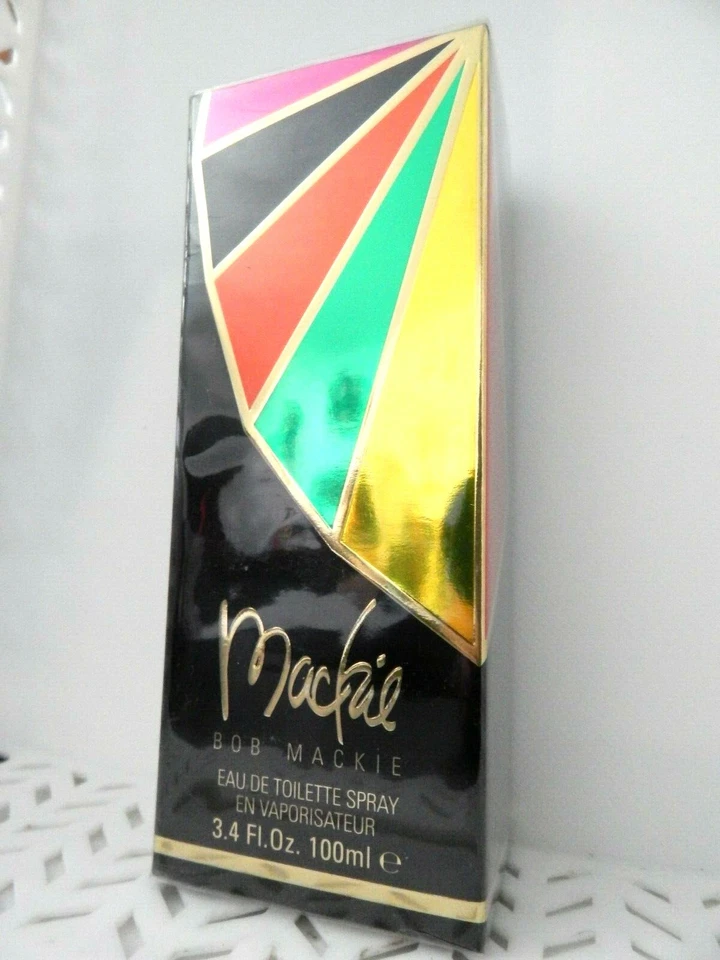 Mackie
BOB MACKIE
EAU DE TOILETTE SPRAY
EN VAPORISATEUR
3.4 Fl.Oz. 100ml ℮